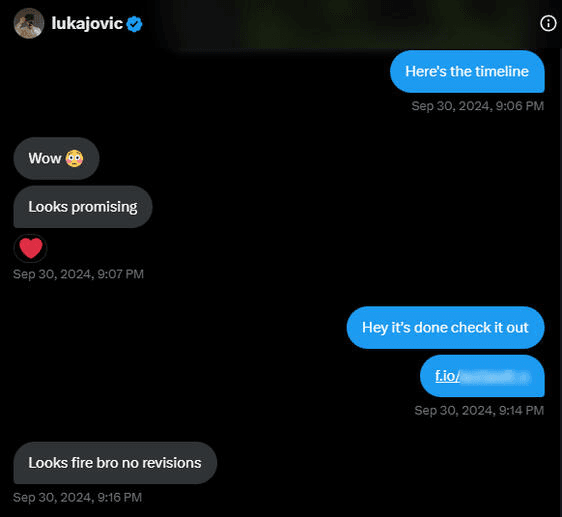 lukajovic
Here's the timeline
Sep 30, 2024, 9:06 PM
Wow 😳
Looks promising
❤️
Sep 30, 2024, 9:07 PM
Hey it's done check it out
f.io/
Sep 30, 2024, 9:14 PM
Looks fire bro no revisions
Sep 30, 2024, 9:16 PM